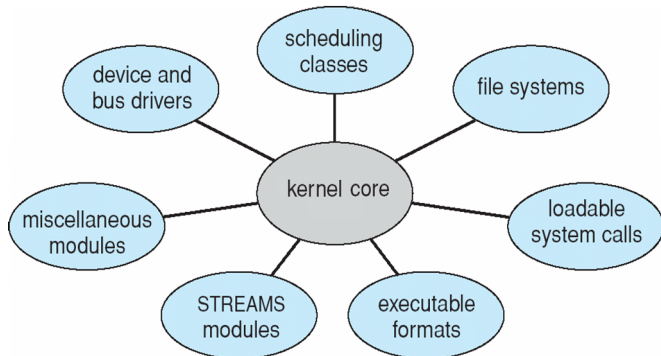 scheduling
classes
device and
bus drivers
file systems
kernel core
miscellaneous
modules
loadable
system calls
STREAMS
modules
executable
formats